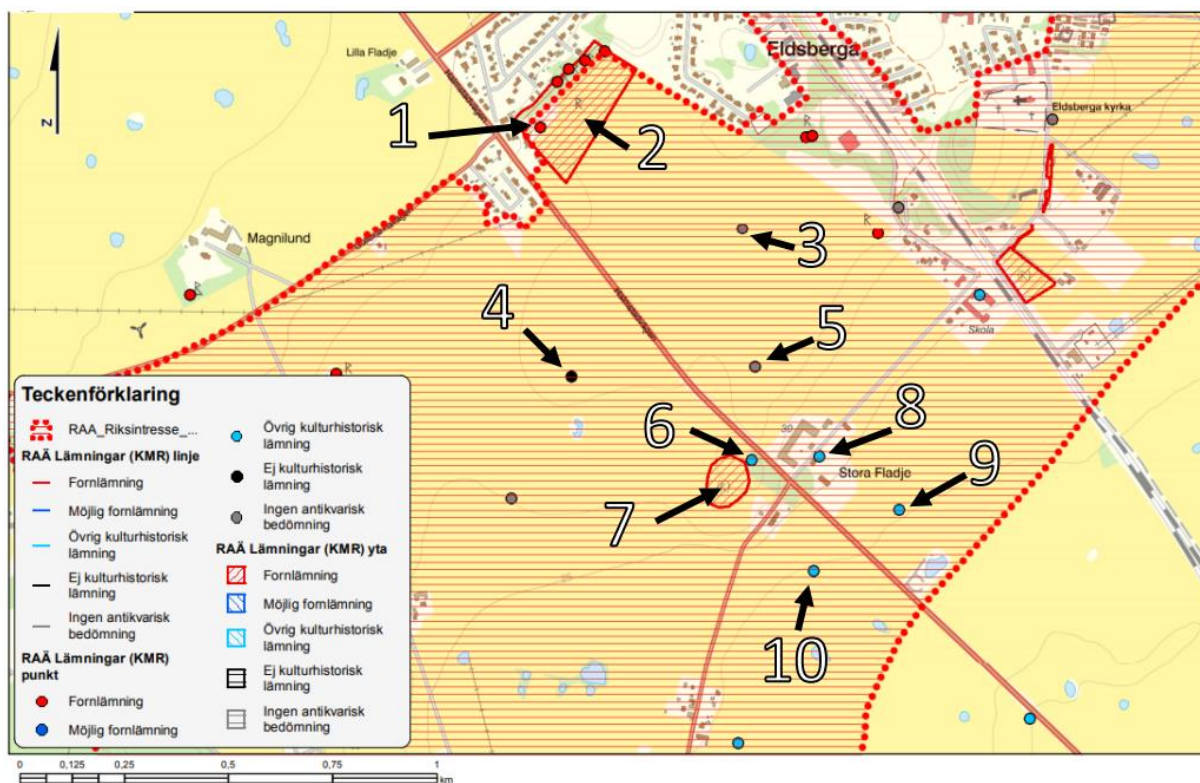 Lilla Fladje
Eldsberga
Eldsberga kyrka
N
R
R
1
2
R
3
Magnilund
R
4
5
Skola
6
8
30
Stora Fladje
7
9
10
25
Teckenförklaring
RAA_Riksintresse_...
RAÄ Lämningar (KMR) linje
Fornlämning
Möjlig fornlämning
Övrig kulturhistorisk
lämning
Ej kulturhistorisk
lämning
Ingen antikvarisk
bedömning
RAÄ Lämningar (KMR)
punkt
Fornlämning
Möjlig fornlämning
Övrig kulturhistorisk
lämning
Ej kulturhistorisk
lämning
Ingen antikvarisk
bedömning
RAÄ Lämningar (KMR) yta
Fornlämning
Möjlig fornlämning
Övrig kulturhistorisk
lämning
Ej kulturhistorisk
lämning
Ingen antikvarisk
bedömning
0 0,125 0,25 0,5 0,75 1
km